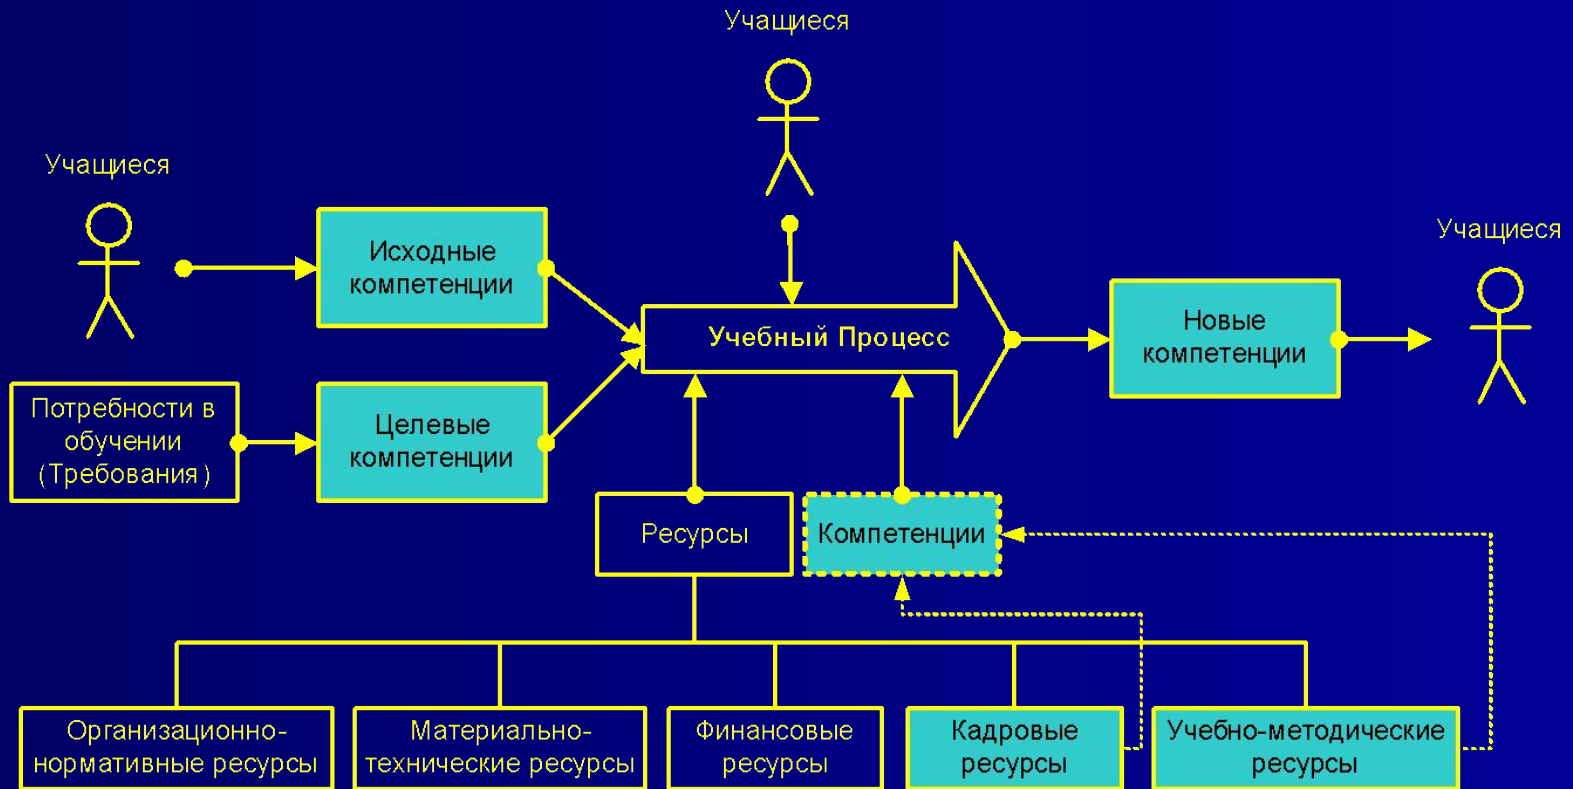 Учащиеся
Учащиеся
Исходные
компетенции
Учащиеся
Учебный Процесс
Новые
компетенции
Потребности в
обучении
(Требования)
Целевые
компетенции
Ресурсы
Компетенции
Организационно-
нормативные ресурсы
Материально-
технические ресурсы
Финансовые
ресурсы
Кадровые
ресурсы
Учебно-методические
ресурсы